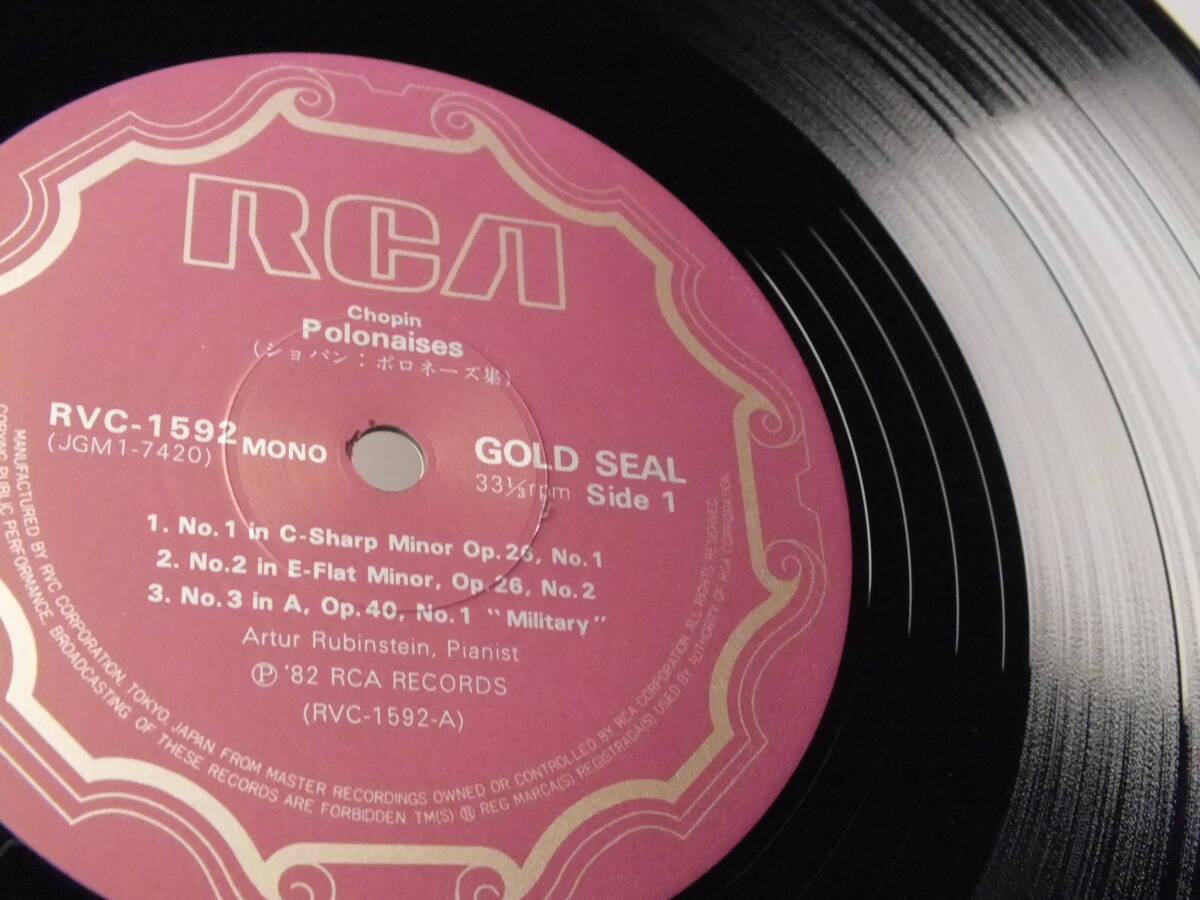 RCA
Chopin
Polonaises
(ショパン：ポロネーズ集)
RVC-1592
(JGM1-7420)
MONO
GOLD SEAL
33⅓rpm Side 1
1. No.1 in C-Sharp Minor Op.26, No.1
2. No.2 in E-Flat Minor, Op.26, No.2
3. No.3 in A, Op.40, No.1 "Military"
Artur Rubinstein, Pianist
Ⓟ '82 RCA RECORDS
(RVC-1592-A)
MANUFACTURED BY RVC CORPORATION, TOKYO, JAPAN FROM MASTER RECORDINGS OWNED OR CONTROLLED BY RCA CORPORATION. ALL RIGHTS RESERVED.
COPYING PUBLIC PERFORMANCE, BROADCASTING OF THESE RECORDS ARE FORBIDDEN TM(S) ® REG MARCA(S) REGISTRADA(S) USED BY AUTHORITY OF RCA CORPORATION.